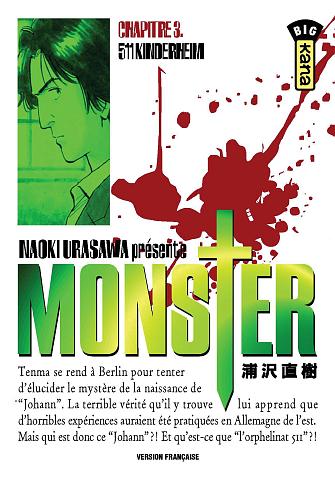 CHAPITRE 3.
511 KINDERHEIM
BIG
kana
NAOKI URASAWA présente
MONSTER
浦沢直樹
Tenma se rend à Berlin pour tenter
d'élucider le mystère de la naissance de
"Johann". La terrible vérité qu'il y trouve lui apprend que
d'horribles expériences auraient été pratiquées en Allemagne de l'est.
Mais qui est donc ce "Johann"?! Et qu'est-ce que "l'orphelinat 511"?!
VERSION FRANÇAISE